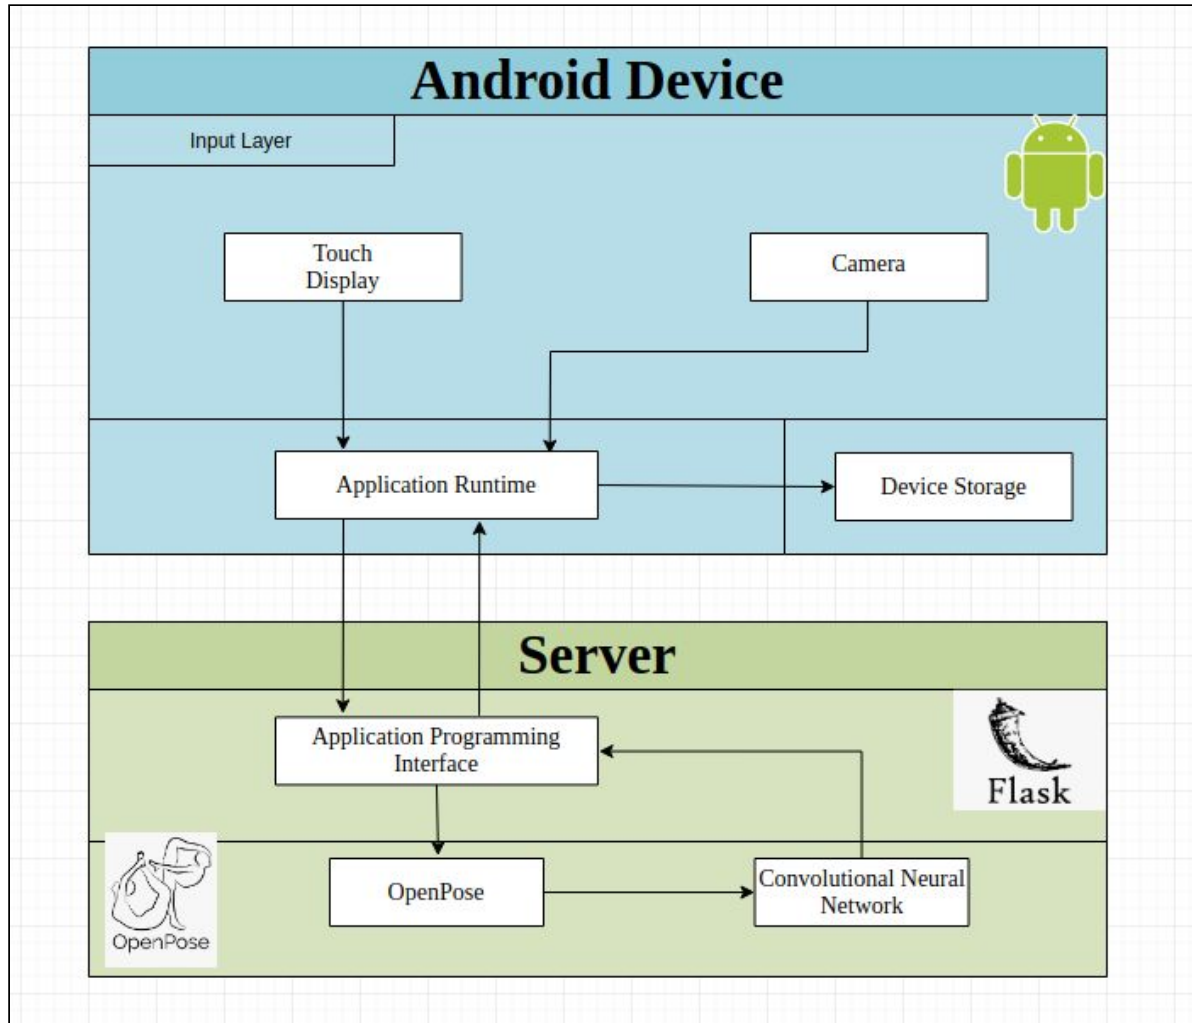 Android Device
Input Layer
Touch
Display
Camera
Application Runtime
Device Storage
Server
Application Programming
Interface
Flask
OpenPose
Convolutional Neural
Network
OpenPose